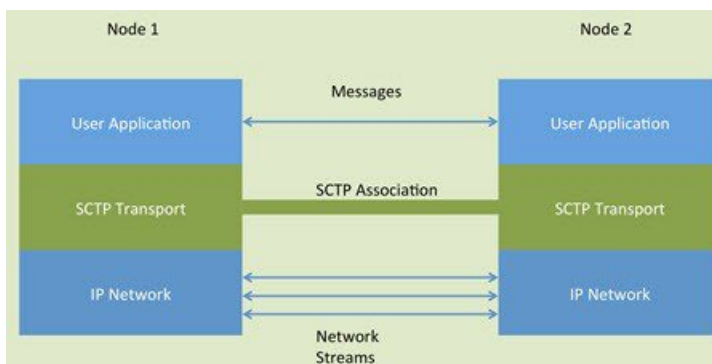 Node 1
Node 2
Messages
User Application
User Application
SCTP Association
SCTP Transport
SCTP Transport
IP Network
IP Network
Network
Streams